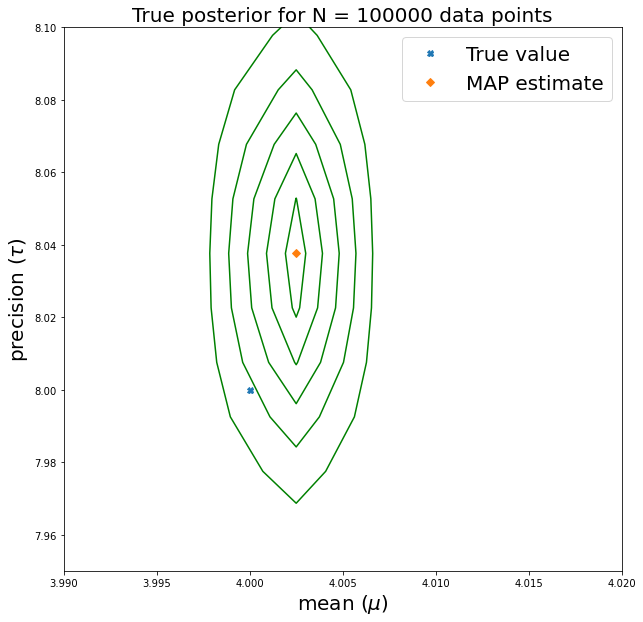 True posterior for N = 100000 data points
True value
MAP estimate
precision (τ)
8.10
8.08
8.06
8.04
8.02
8.00
7.98
7.96
3.990 3.995 4.000 4.005 4.010 4.015 4.020
mean (μ)